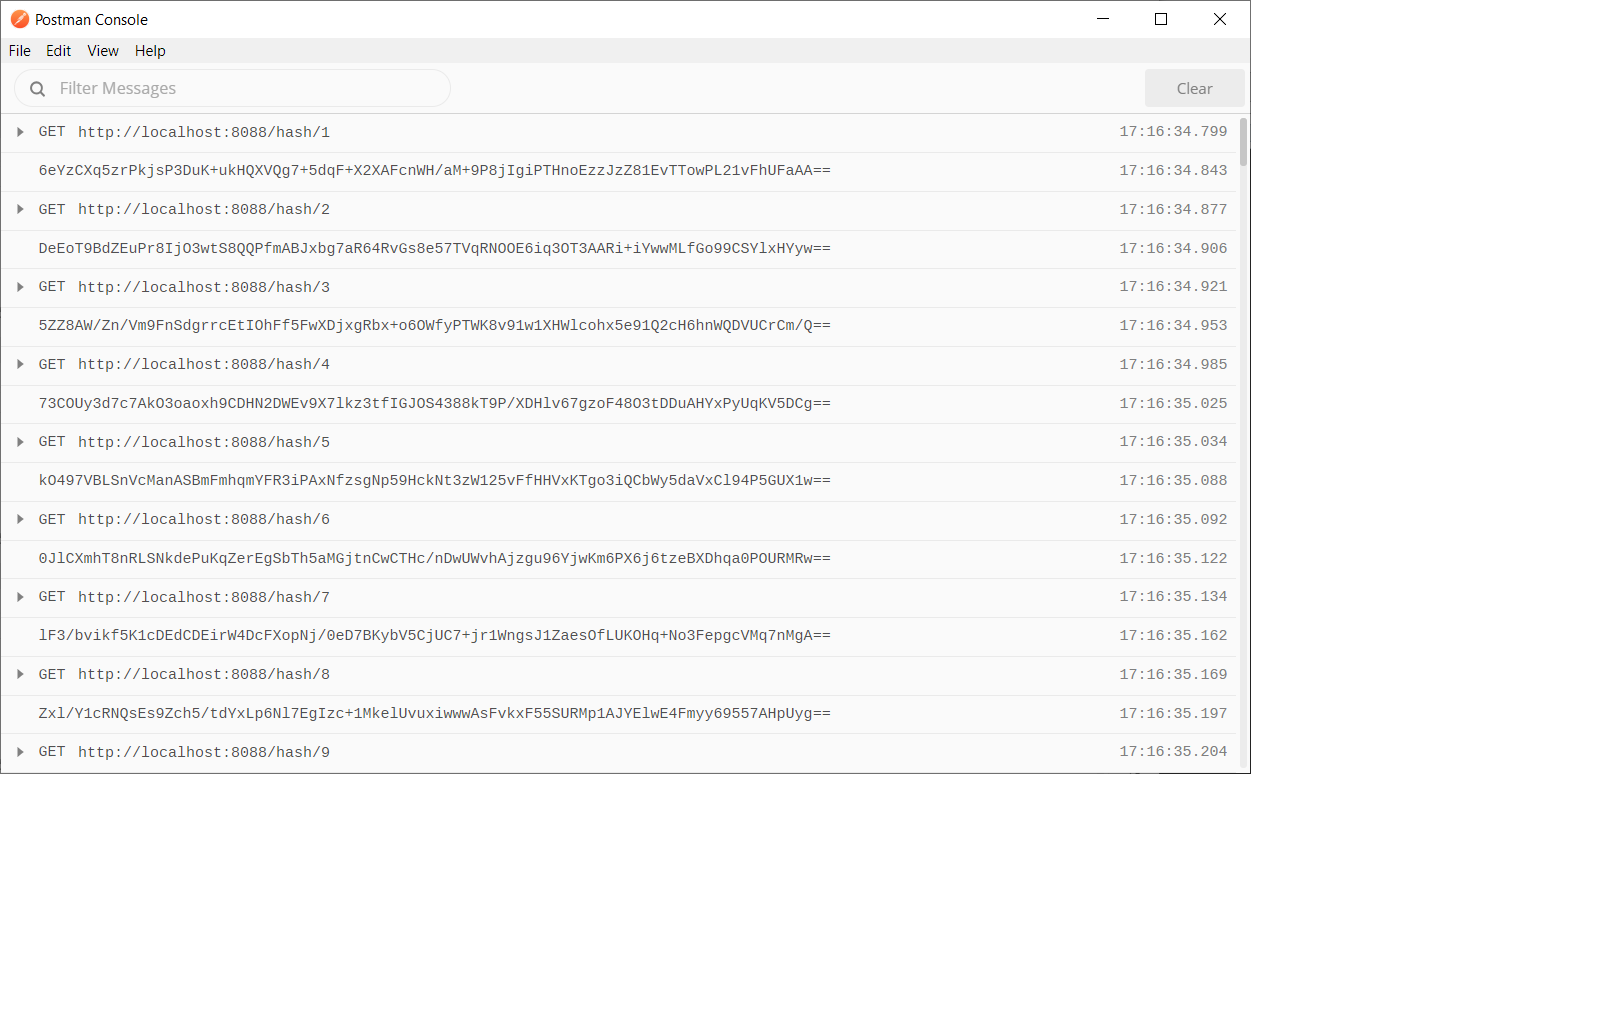 Postman Console
File Edit View Help
Filter Messages
Clear
GET http://localhost:8088/hash/1 17:16:34.799
6eYzCXq5zrPkjsP3DuK+ukHQXVQg7+5dqF+X2XAFcnWH/aM+9P8jIgiPTHnoEzzJzZ81EvTTowPL21vFhUFaAA== 17:16:34.843
GET http://localhost:8088/hash/2 17:16:34.877
DeEoT9BdZEuPr8IjO3wtS8QQPfmABJxbg7aR64RvGs8e57TVqRNOOE6iq3OT3AARi+iYwwMLfGo99CSYlxHYyw== 17:16:34.906
GET http://localhost:8088/hash/3 17:16:34.921
5ZZ8AW/Zn/Vm9FnSdgrrcEtIOhFf5FwXDjxgRbx+o6OWfyPTWK8v91w1XHWlcohx5e91Q2cH6hnWQDVUCrCm/Q== 17:16:34.953
GET http://localhost:8088/hash/4 17:16:34.985
73COUy3d7c7AkO3oaoxh9CDHN2DWEv9X7lkz3tfIGJOS4388kT9P/XDHlv67gzoF48O3tDDuAHYxPyUqKV5DCg== 17:16:35.025
GET http://localhost:8088/hash/5 17:16:35.034
kO497VBLSnVcManASBmFmhqmYFR3iPAxNfzsgNp59HckNt3zW125vFfHHVxKTgo3iQCbWy5daVxCl94P5GUX1w== 17:16:35.088
GET http://localhost:8088/hash/6 17:16:35.092
0JlCXmhT8nRLSNkdePuKqZerEgSbTh5aMGjtnCwCTHc/nDwUWvhAjzgu96YjwKm6PX6j6tzeBXDhqa0POURMRw== 17:16:35.122
GET http://localhost:8088/hash/7 17:16:35.134
lF3/bvikf5K1cDEdCDEirW4DcFXopNj/0eD7BKybV5CjUC7+jr1WngsJ1ZaesOfLUKOHq+No3FepgcVMq7nMgA== 17:16:35.162
GET http://localhost:8088/hash/8 17:16:35.169
Zxl/Y1cRNQsEs9Zch5/tdYxLp6Nl7EgIzc+1MkelUvuxiwwwAsFvkxF55SURMp1AJYElwE4Fmyy69557AHpUyg== 17:16:35.197
GET http://localhost:8088/hash/9 17:16:35.204